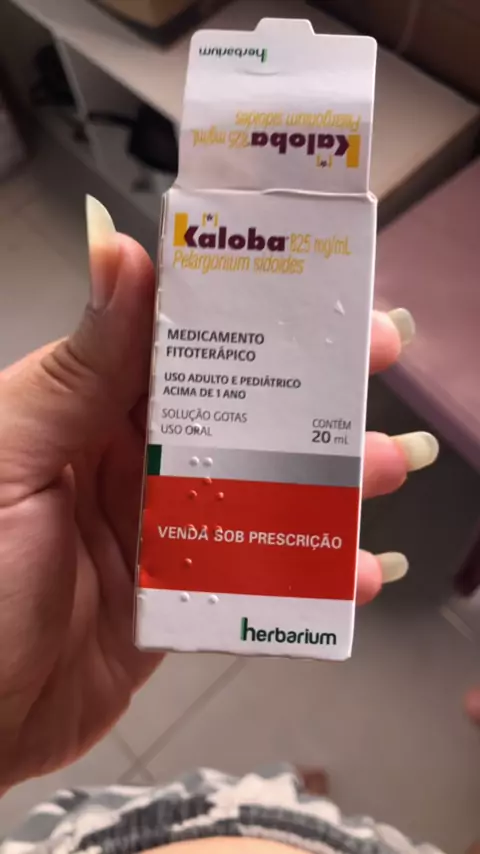 herbarium
Kaloba 825 mg/mL
Pelargonium sidoides
Kaloba® 825 mg/mL
Pelargonium sidoides
MEDICAMENTO
FITOTERÁPICO
USO ADULTO E PEDIÁTRICO
ACIMA DE 1 ANO
SOLUÇÃO GOTAS
USO ORAL
CONTÉM
20 mL
VENDA SOB PRESCRIÇÃO
herbarium